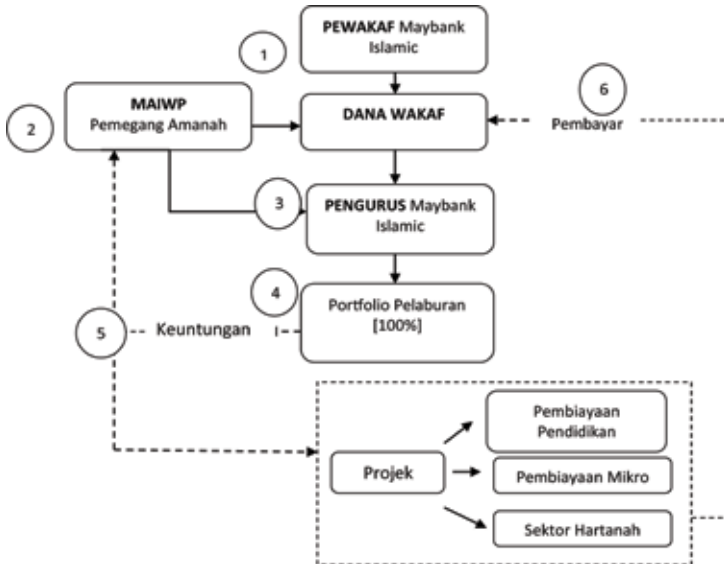 PEWAKAF Maybank
Islamic
1
6
MAIWP
Pemegang Amanah
2
DANA WAKAF
Pembayar
3
PENGURUS Maybank
Islamic
4
Portfolio Pelaburan
[100%]
5
Keuntungan
Pembiayaan
Pendidikan
Projek
Pembiayaan Mikro
Sektor Hartanah